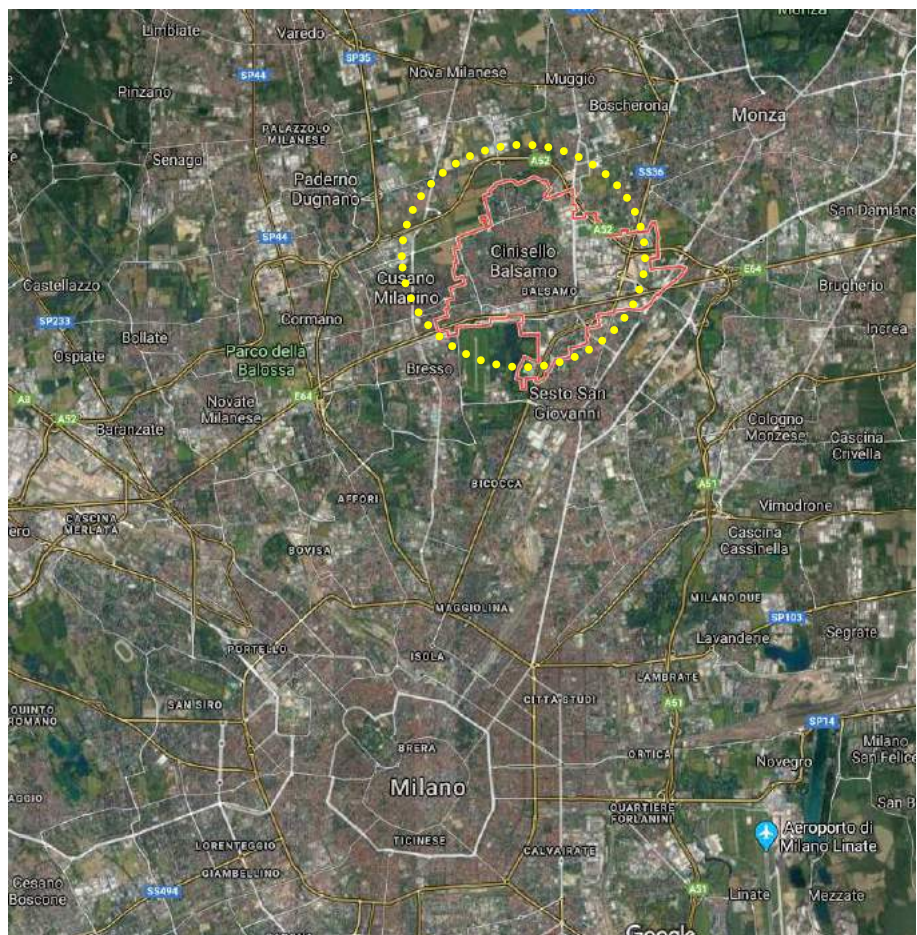 Limbiate
Varedo
Monza
SP35
SP44
Nova Milanese
Muggiò
Pinzano
Boscherona
Monza
PALAZZOLO
MILANESE
Senago
A52
SS36
Paderno
Dugnano
San Damiano
SP44
A52
Cinisello
Balsamo
Cusano
Milanino
E64
Castellazzo
BALSAMO
Brugherio
SP233
Cormano
Bollate
Increa
Ospiate
Parco della
Balossa
Bresso
A8
E64
Novate
Milanese
Sesto San
Giovanni
A52
Baranzate
Cologno
Monzese
Cascina
Crivella
BICOCCA
A51
AFFORI
Vimodrone
CASCINA
MERLATA
Cascina
Cassinella
BOVISA
MILANO DUE
MAGGIOLINA
SP103
Lavanderie
Segrate
PORTELLO
ISOLA
LAMBRATE
SAN SIRO
CITTÀ STUDI
A51
QUINTO
ROMANO
SP14
BRERA
ORTICA
Milano
San Felice
Novegro
Milano
QUARTIERE
FORLANINI
San B
Aeroporto di
Milano Linate
TICINESE
LORENTEGGIO
CALVAIRATE
GIAMBELLINO
Cesano
Boscone
SS494
A51
Linate
Mezzate
Google